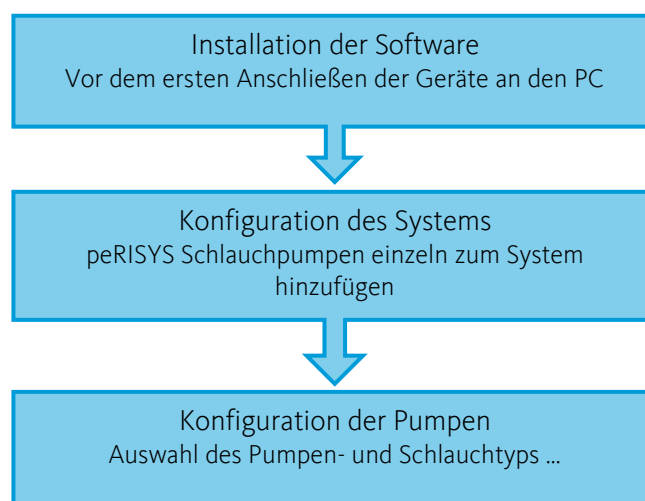 Installation der Software
Vor dem ersten Anschließen der Geräte an den PC
Konfiguration des Systems
peRISYS Schlauchpumpen einzeln zum System
hinzufügen
Konfiguration der Pumpen
Auswahl des Pumpen- und Schlauchtyps ...